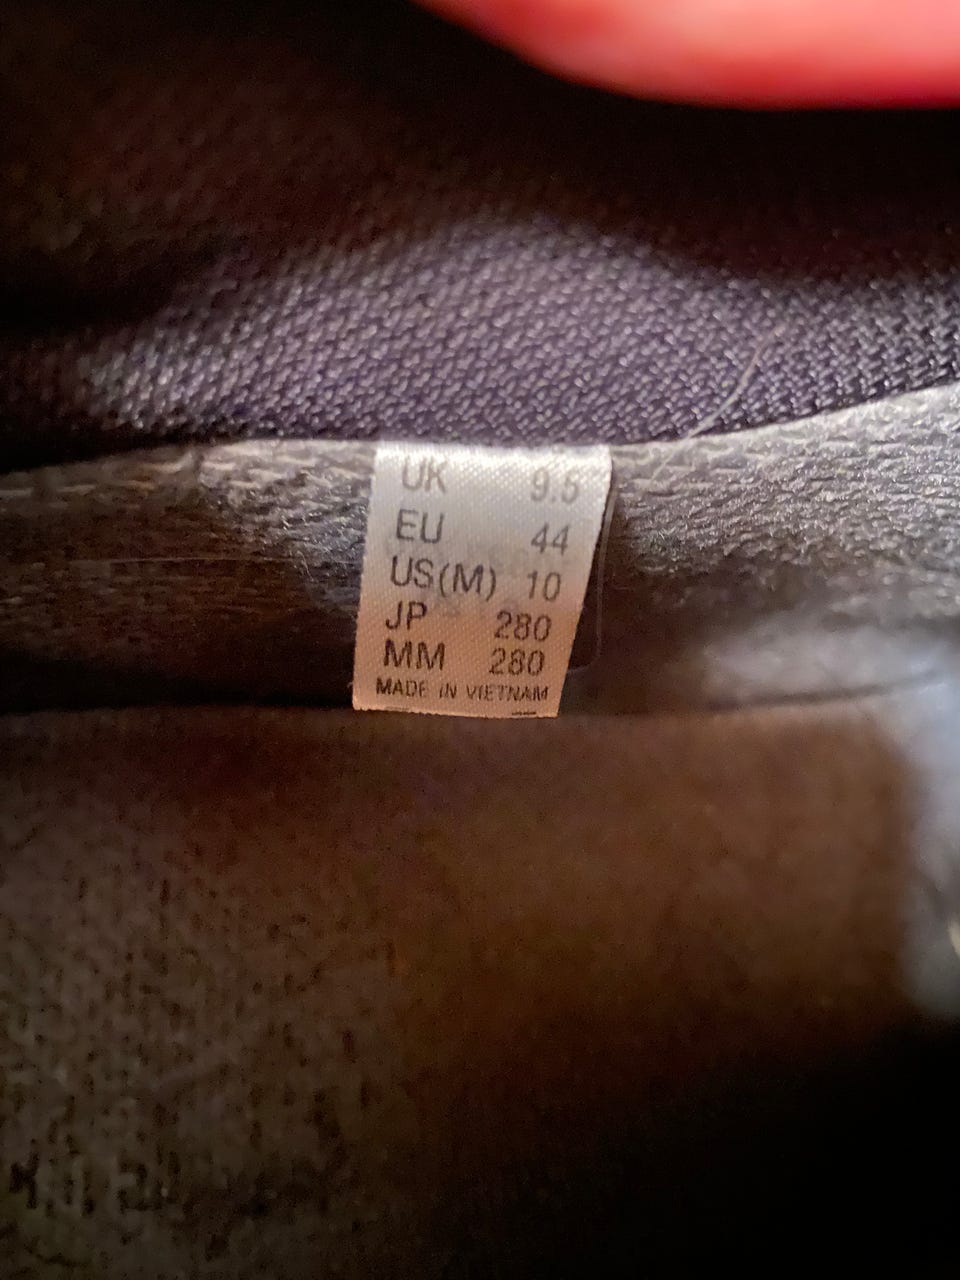 UK 9.5
EU 44
US(M) 10
JP 280
MM 280
MADE IN VIETNAM